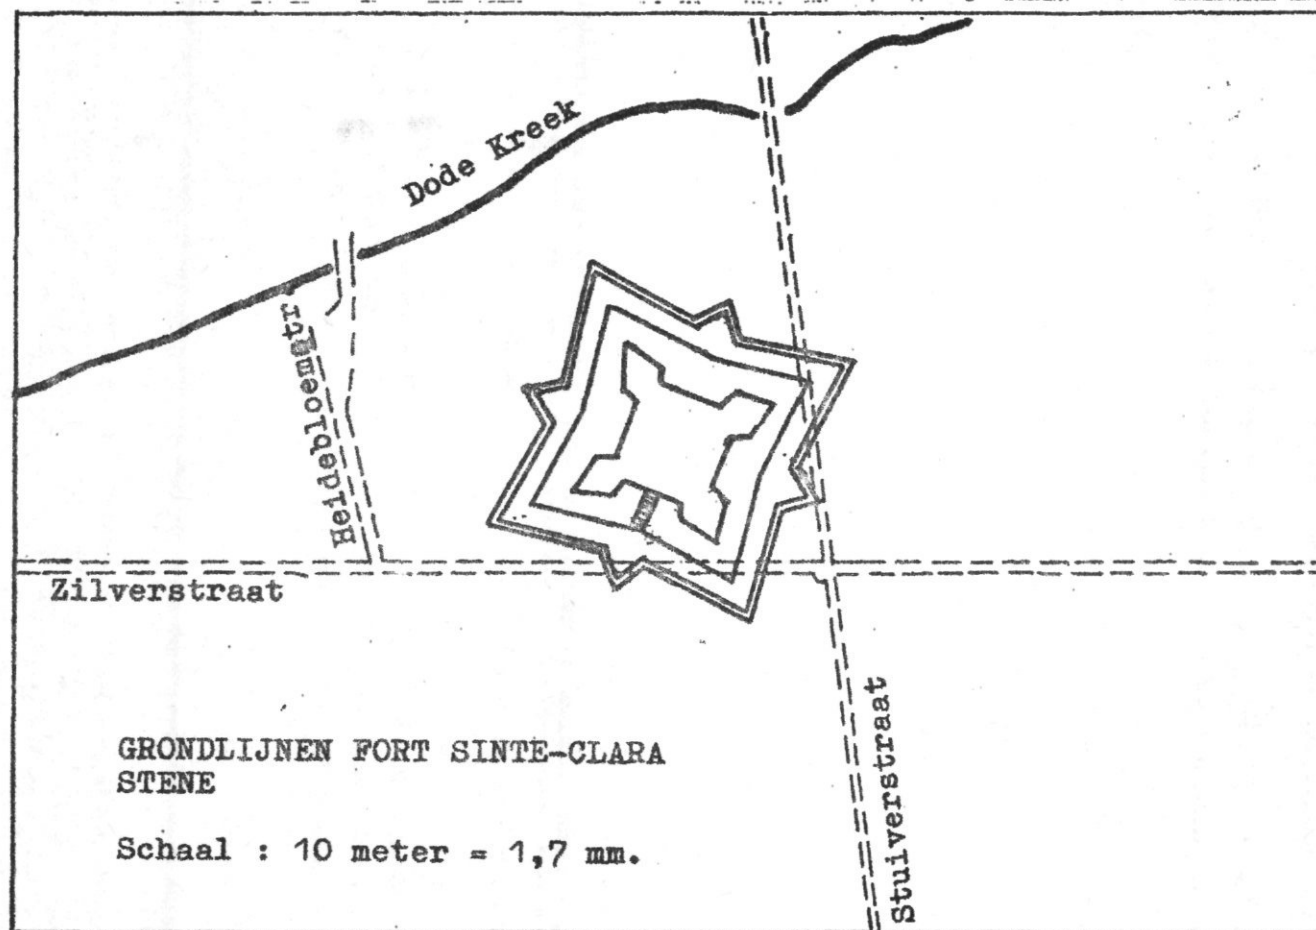 Dode Kreek
Heidebloemstr
Zilverstraat
GRONDLIJNEN FORT SINTE-CLARA
STENE
Schaal : 10 meter = 1,7 mm.
Stuiverstraat